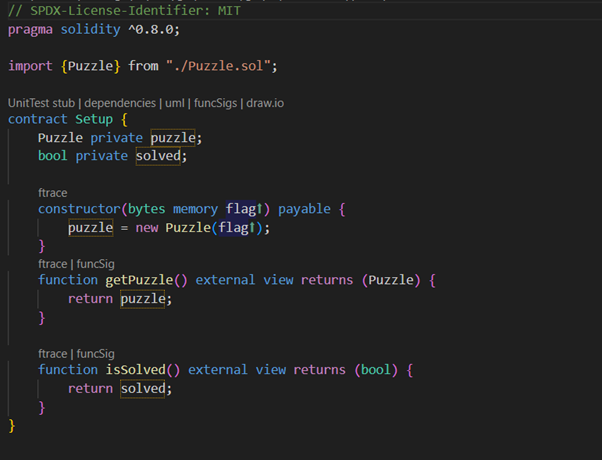 // SPDX-License-Identifier: MIT
pragma solidity ^0.8.0;
import {Puzzle} from "./Puzzle.sol";
UnitTest stub | dependencies | uml | funcSigs | draw.io
contract Setup {
Puzzle private puzzle;
bool private solved;
ftrace
constructor(bytes memory flag↑) payable {
puzzle = new Puzzle(flag↑);
}
ftrace | funcSig
function getPuzzle() external view returns (Puzzle) {
return puzzle;
}
ftrace | funcSig
function isSolved() external view returns (bool) {
return solved;
}
}